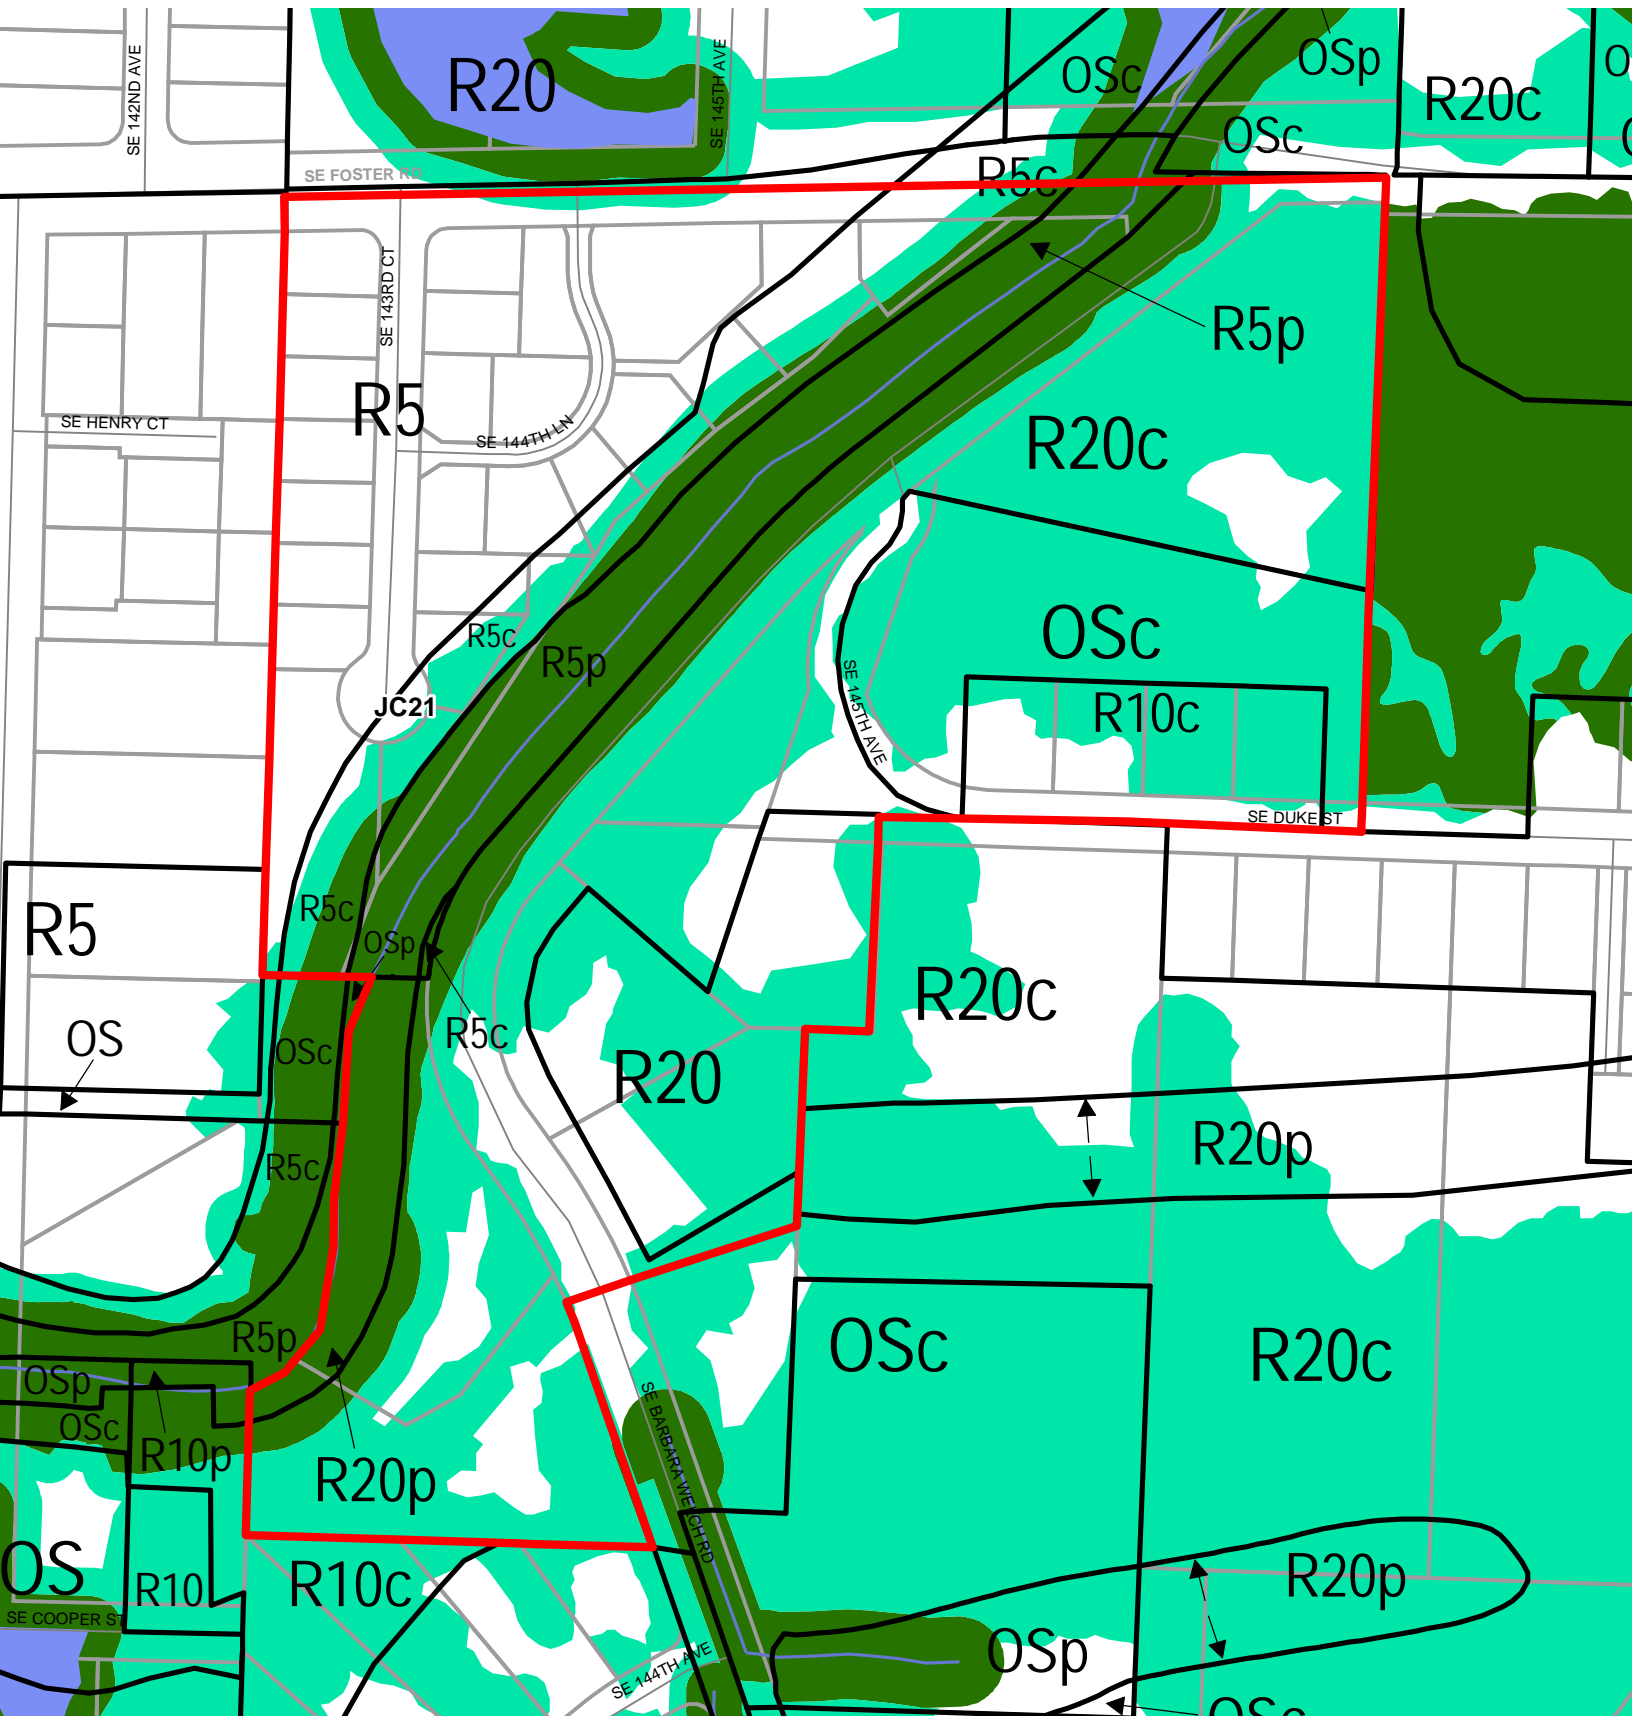 SE 142ND AVE
R20
SE 145TH AVE
OSc
OSp
R20c
OSc
SE FOSTER RD
R5c
SE 143RD CT
R5p
R5
SE HENRY CT
SE 144TH LN
R20c
R5c
R5p
OSc
SE 145TH AVE
R10c
JC21
SE DUKE ST
R5
R5c
OSp
R20c
OS
OSc
R5c
R20
R20p
R5c
R5p
OSc
R20c
OSp
OSc
R10p
R20p
SE BARBARA WELCH RD
OS
R10
R10c
R20p
SE COOPER ST
SE 144TH AVE
OSp